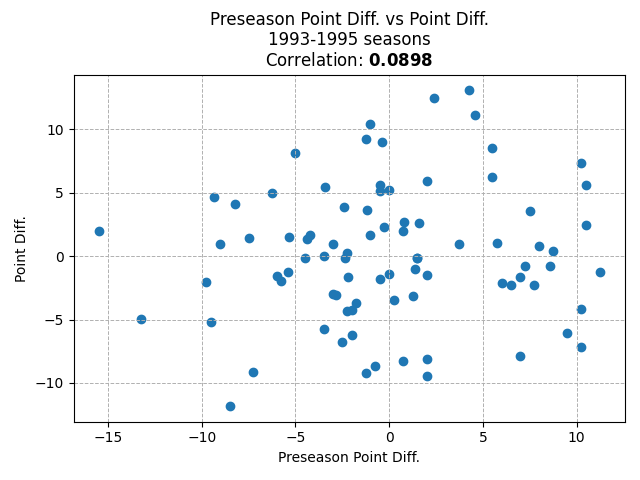 Preseason Point Diff. vs Point Diff.
1993-1995 seasons
Correlation: 0.0898
10
5
0
−5
−10
Point Diff.
−15
−10
−5
0
5
10
Preseason Point Diff.